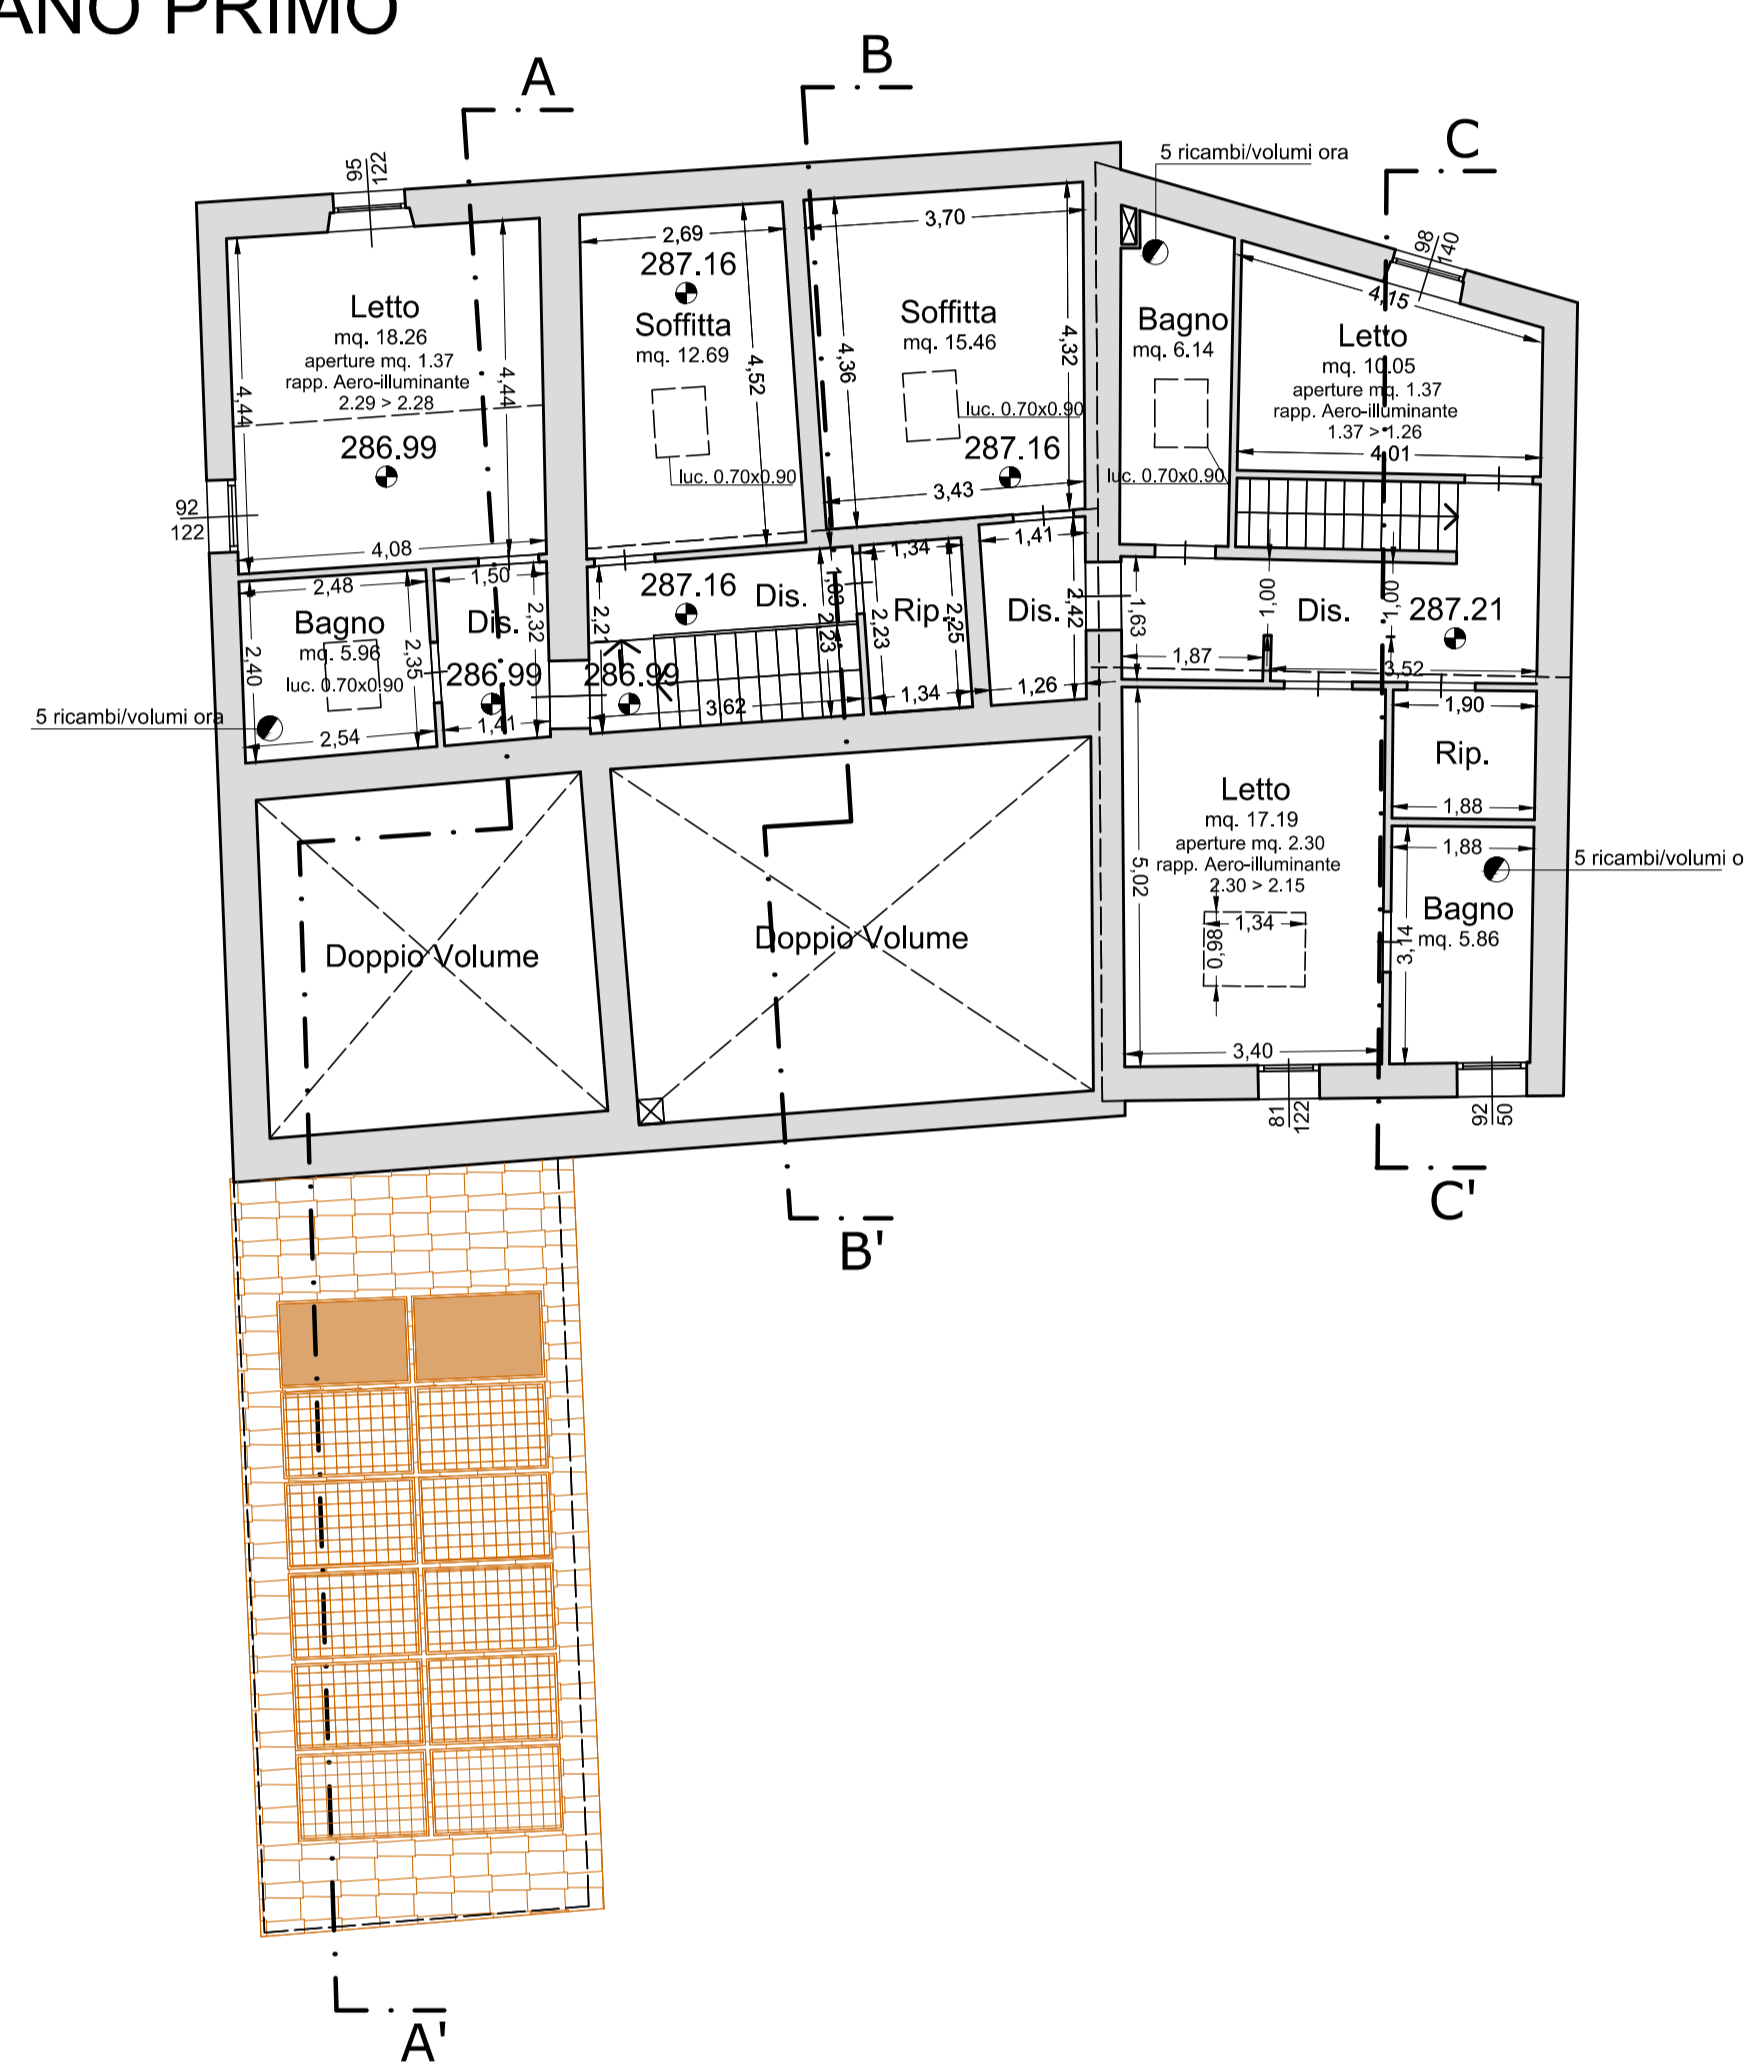 ANO PRIMO
A
B
C
5 ricambi/volumi ora
95
122
98
140
Letto
mq. 18.26
aperture mq. 1.37
rapp. Aero-illuminante
2.29 > 2.28
286.99
4,44
4,44
4,08
92
122
2,69
287.16
Soffitta
mq. 12.69
4,52
luc. 0.70x0.90
3,70
Soffitta
mq. 15.46
4,36
4,32
luc. 0.70x0.90
287.16
3,43
Bagno
mq. 6.14
luc. 0.70x0.90
4,15
Letto
mq. 10.05
aperture mq. 1.37
rapp. Aero-illuminante
1.37 > 1.26
4,01
2,48
Bagno
mq. 5.96
luc. 0.70x0.90
2,40
2,35
2,54
5 ricambi/volumi ora
1,50
Dis.
2,32
286.99
1,41
287.16
Dis.
2,21
286.99
3,62
1,03
2,23
1,34
Rip.
2,23
2,25
1,34
1,41
Dis.
2,42
1,26
1,63
1,87
1,00
Dis.
1,00
287.21
3,52
1,90
Rip.
1,88
Letto
mq. 17.19
aperture mq. 2.30
rapp. Aero-illuminante
2.30 > 2.15
1,34
0,98
5,02
3,40
1,88
5 ricambi/volumi o
Bagno
mq. 5.86
3,14
81
122
92
50
Doppio Volume
Doppio Volume
C'
B'
A'